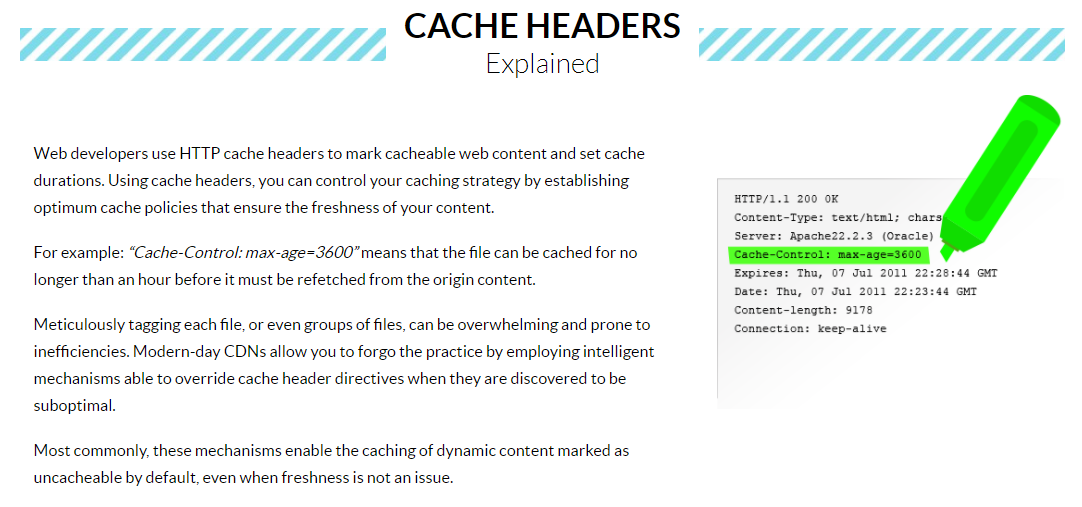 CACHE HEADERS
Explained
Web developers use HTTP cache headers to mark cacheable web content and set cache
durations. Using cache headers, you can control your caching strategy by establishing
optimum cache policies that ensure the freshness of your content.
For example: “Cache-Control: max-age=3600” means that the file can be cached for no
longer than an hour before it must be refetched from the origin content.
Meticulously tagging each file, or even groups of files, can be overwhelming and prone to
inefficiencies. Modern-day CDNs allow you to forgo the practice by employing intelligent
mechanisms able to override cache header directives when they are discovered to be
suboptimal.
Most commonly, these mechanisms enable the caching of dynamic content marked as
uncacheable by default, even when freshness is not an issue.
HTTP/1.1 200 OK
Content-Type: text/html; chars
Server: Apache22.2.3 (Oracle)
Cache-Control: max-age=3600
Expires: Thu, 07 Jul 2011 22:28:44 GMT
Date: Thu, 07 Jul 2011 22:23:44 GMT
Content-length: 9178
Connection: keep-alive